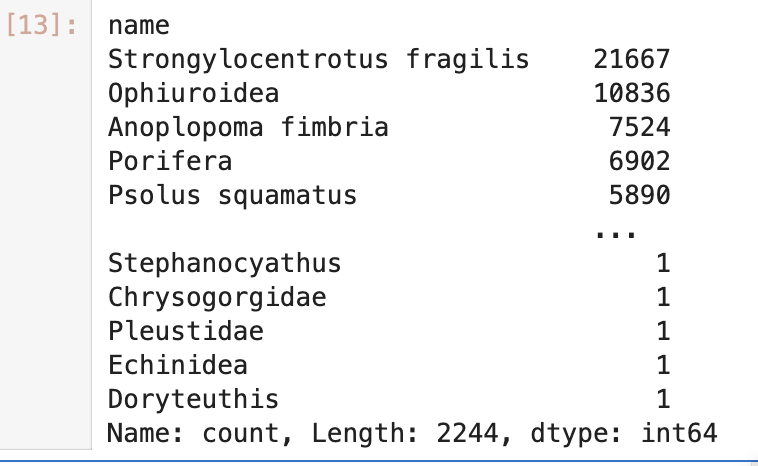 [13]: name
Strongylocentrotus fragilis    21667
Ophiuroidea                    10836
Anoplopoma fimbria              7524
Porifera                        6902
Psolus squamatus                5890
                               ...
Stephanocyathus                    1
Chrysogorgidae                     1
Pleustidae                         1
Echinidea                          1
Doryteuthis                        1
Name: count, Length: 2244, dtype: int64